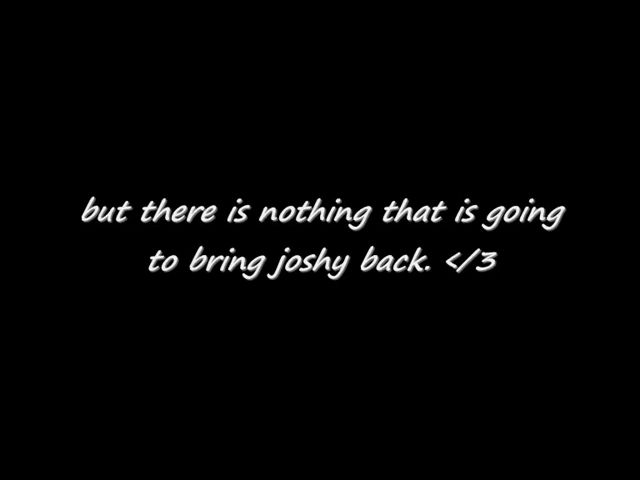 but there is nothing that is going
to bring joshy back. </3